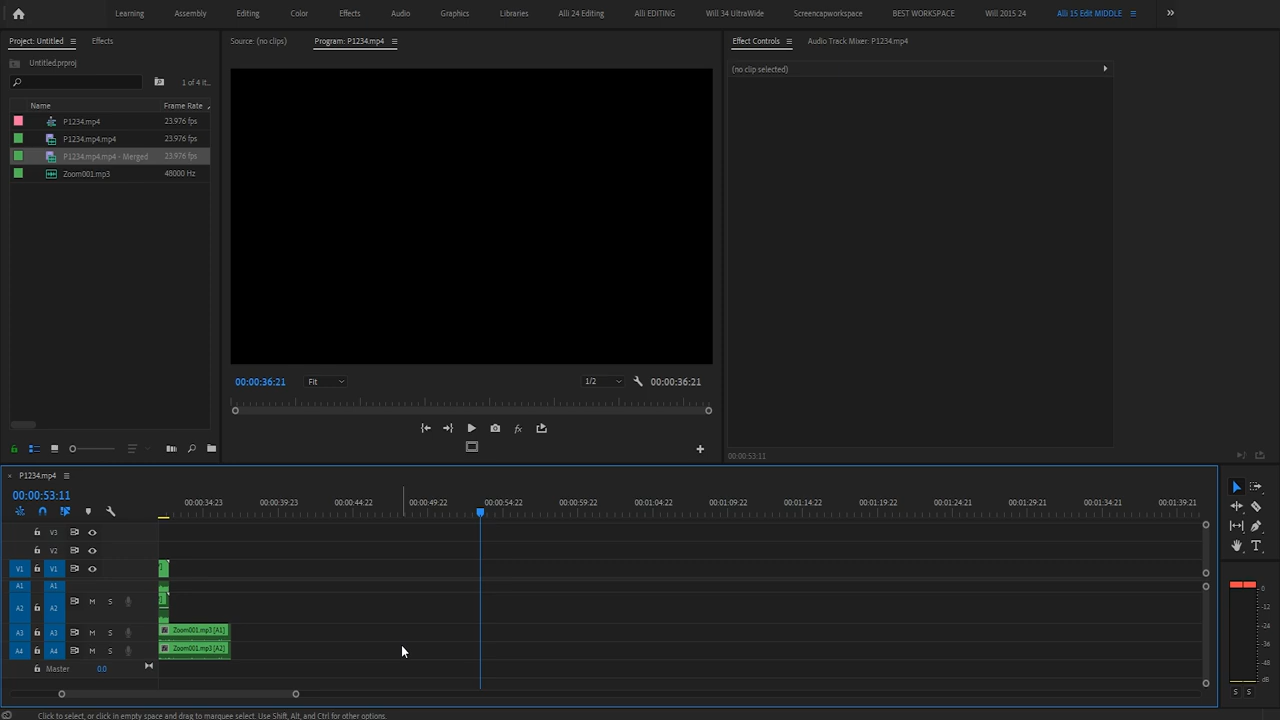 Learning Assembly Editing Color Effects Audio Graphics Libraries Alli 24 Editing Alli EDITING Will 34 UltraWide Screencapworkspace BEST WORKSPACE Will 2015 24 Alli 15 Edit MIDDLE
Project: Untitled Effects Source: (no clips) Program: P1234.mp4 Effect Controls Audio Track Mixer: P1234.mp4
Untitled.prproj
(no clip selected)
1 of 4 it...
Name Frame Rate
P1234.mp4 23.976 fps
P1234.mp4.mp4 23.976 fps
P1234.mp4.mp4 - Merged 23.976 fps
Zoom001.mp3 48000 Hz
00:00:36:21 Fit 1/2 00:00:36:21
00:00:53:11
P1234.mp4
00:00:53:11
00:00:34:23 00:00:39:23 00:00:44:22 00:00:49:22 00:00:54:22 00:00:59:22 00:01:04:22 00:01:09:22 00:01:14:22 00:01:19:22 00:01:24:21 00:01:29:21 00:01:34:21 00:01:39:21
V3
V2
V1 V1
A1 A1
A2 A2 M S
A3 A3 M S Zoom001.mp3 [A1]
A4 A4 M S Zoom001.mp3 [A2]
Master 0.0
0
-12
-24
-36
-48
dB
S S
Click to select, or click in empty space and drag to marquee select. Use Shift, Alt, and Ctrl for other options.